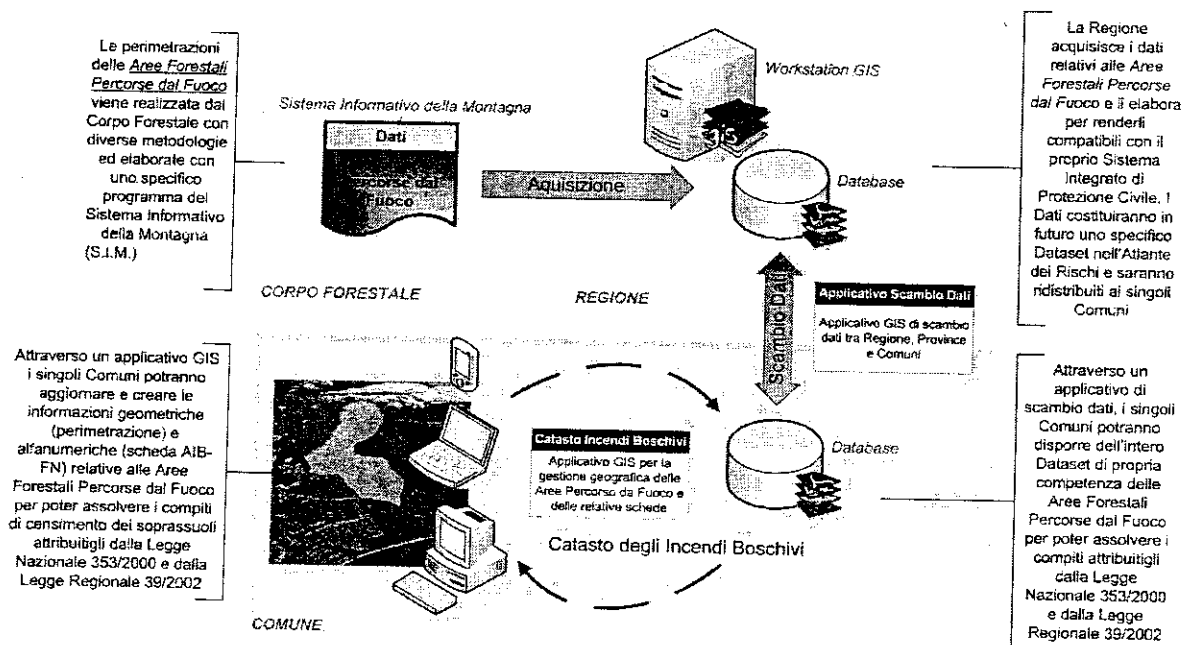 Le perimetrazioni
delle Aree Forestali
Percorse dal Fuoco
viene realizzata dal
Corpo Forestale con
diverse metodologie
ed elaborate con
uno specifico
programma del
Sistema Informativo
della Montagna
(S.I.M.)
Sistema Informativo della Montagna
Dati
Percorse dal
Fuoco
Aquisizione
Workstation GIS
GIS
Database
CORPO FORESTALE
REGIONE
La Regione
acquisisce i dati
relativi alle Aree
Forestali Percorse
dal Fuoco e li elabora
per renderli
compatibili con il
proprio Sistema
Integrato di
Protezione Civile. I
Dati costituiranno in
futuro uno specifico
Dataset nell'Atlante
dei Rischi e saranno
ridistribuiti ai singoli
Comuni
Scambio Dati
Applicativo Scambio Dati
Applicativo GIS di scambio
dati tra Regione, Province
e Comuni
Attraverso un applicativo GIS
i singoli Comuni potranno
aggiornare e creare le
informazioni geometriche
(perimetrazione) e
alfanumeriche (scheda AIB-
FN) relative alle Aree
Forestali Percorse dal Fuoco
per poter assolvere i compiti
di censimento dei soprassuoli
attribuitigli dalla Legge
Nazionale 353/2000 e dalla
Legge Regionale 39/2002
Catasto Incendi Boschivi
Applicativo GIS per la
gestione geografica delle
Aree Percorso da Fuoco e
delle relative schede
Catasto degli Incendi Boschivi
Database
COMUNE
Attraverso un
applicativo di
scambio dati, i singoli
Comuni potranno
disporre dell'intero
Dataset di propria
competenza delle
Aree Forestali
Percorse dal Fuoco
per poter assolvere i
compiti attribuitigli
dalla Legge
Nazionale 353/2000
e dalla Legge
Regionale 39/2002